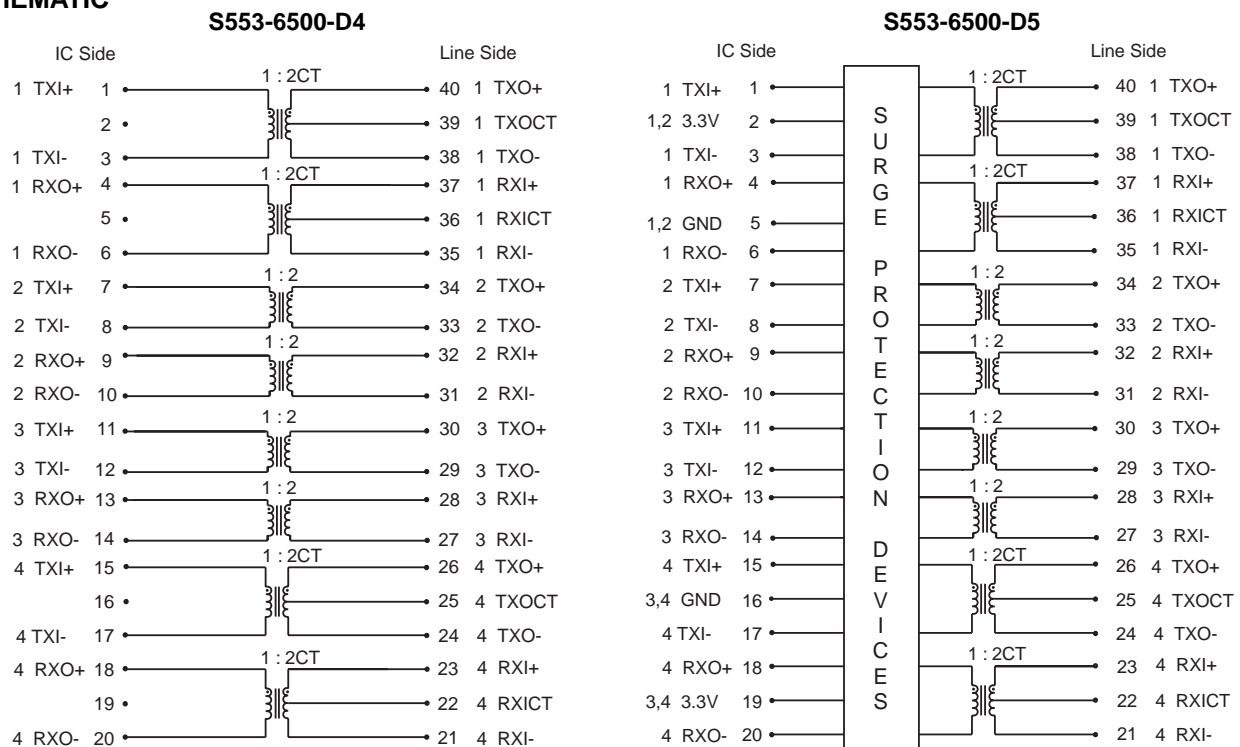 HEMATIC
S553-6500-D4
IC Side Line Side
1 : 2CT
1 TXI+ 1 40 1 TXO+
2 39 1 TXOCT
1 TXI- 3 38 1 TXO-
1 : 2CT
1 RXO+ 4 37 1 RXI+
5 36 1 RXICT
1 RXO- 6 35 1 RXI-
1 : 2
2 TXI+ 7 34 2 TXO+
2 TXI- 8 33 2 TXO-
1 : 2
2 RXO+ 9 32 2 RXI+
2 RXO- 10 31 2 RXI-
1 : 2
3 TXI+ 11 30 3 TXO+
3 TXI- 12 29 3 TXO-
1 : 2
3 RXO+ 13 28 3 RXI+
3 RXO- 14 27 3 RXI-
1 : 2CT
4 TXI+ 15 26 4 TXO+
16 25 4 TXOCT
4 TXI- 17 24 4 TXO-
1 : 2CT
4 RXO+ 18 23 4 RXI+
19 22 4 RXICT
4 RXO- 20 21 4 RXI-
S553-6500-D5
IC Side Line Side
SURGE PROTECTION DEVICES
1 : 2CT
1 TXI+ 1 40 1 TXO+
1,2 3.3V 2 39 1 TXOCT
1 TXI- 3 38 1 TXO-
1 : 2CT
1 RXO+ 4 37 1 RXI+
1,2 GND 5 36 1 RXICT
1 RXO- 6 35 1 RXI-
1 : 2
2 TXI+ 7 34 2 TXO+
2 TXI- 8 33 2 TXO-
1 : 2
2 RXO+ 9 32 2 RXI+
2 RXO- 10 31 2 RXI-
1 : 2
3 TXI+ 11 30 3 TXO+
3 TXI- 12 29 3 TXO-
1 : 2
3 RXO+ 13 28 3 RXI+
3 RXO- 14 27 3 RXI-
1 : 2CT
4 TXI+ 15 26 4 TXO+
3,4 GND 16 25 4 TXOCT
4 TXI- 17 24 4 TXO-
1 : 2CT
4 RXO+ 18 23 4 RXI+
3,4 3.3V 19 22 4 RXICT
4 RXO- 20 21 4 RXI-